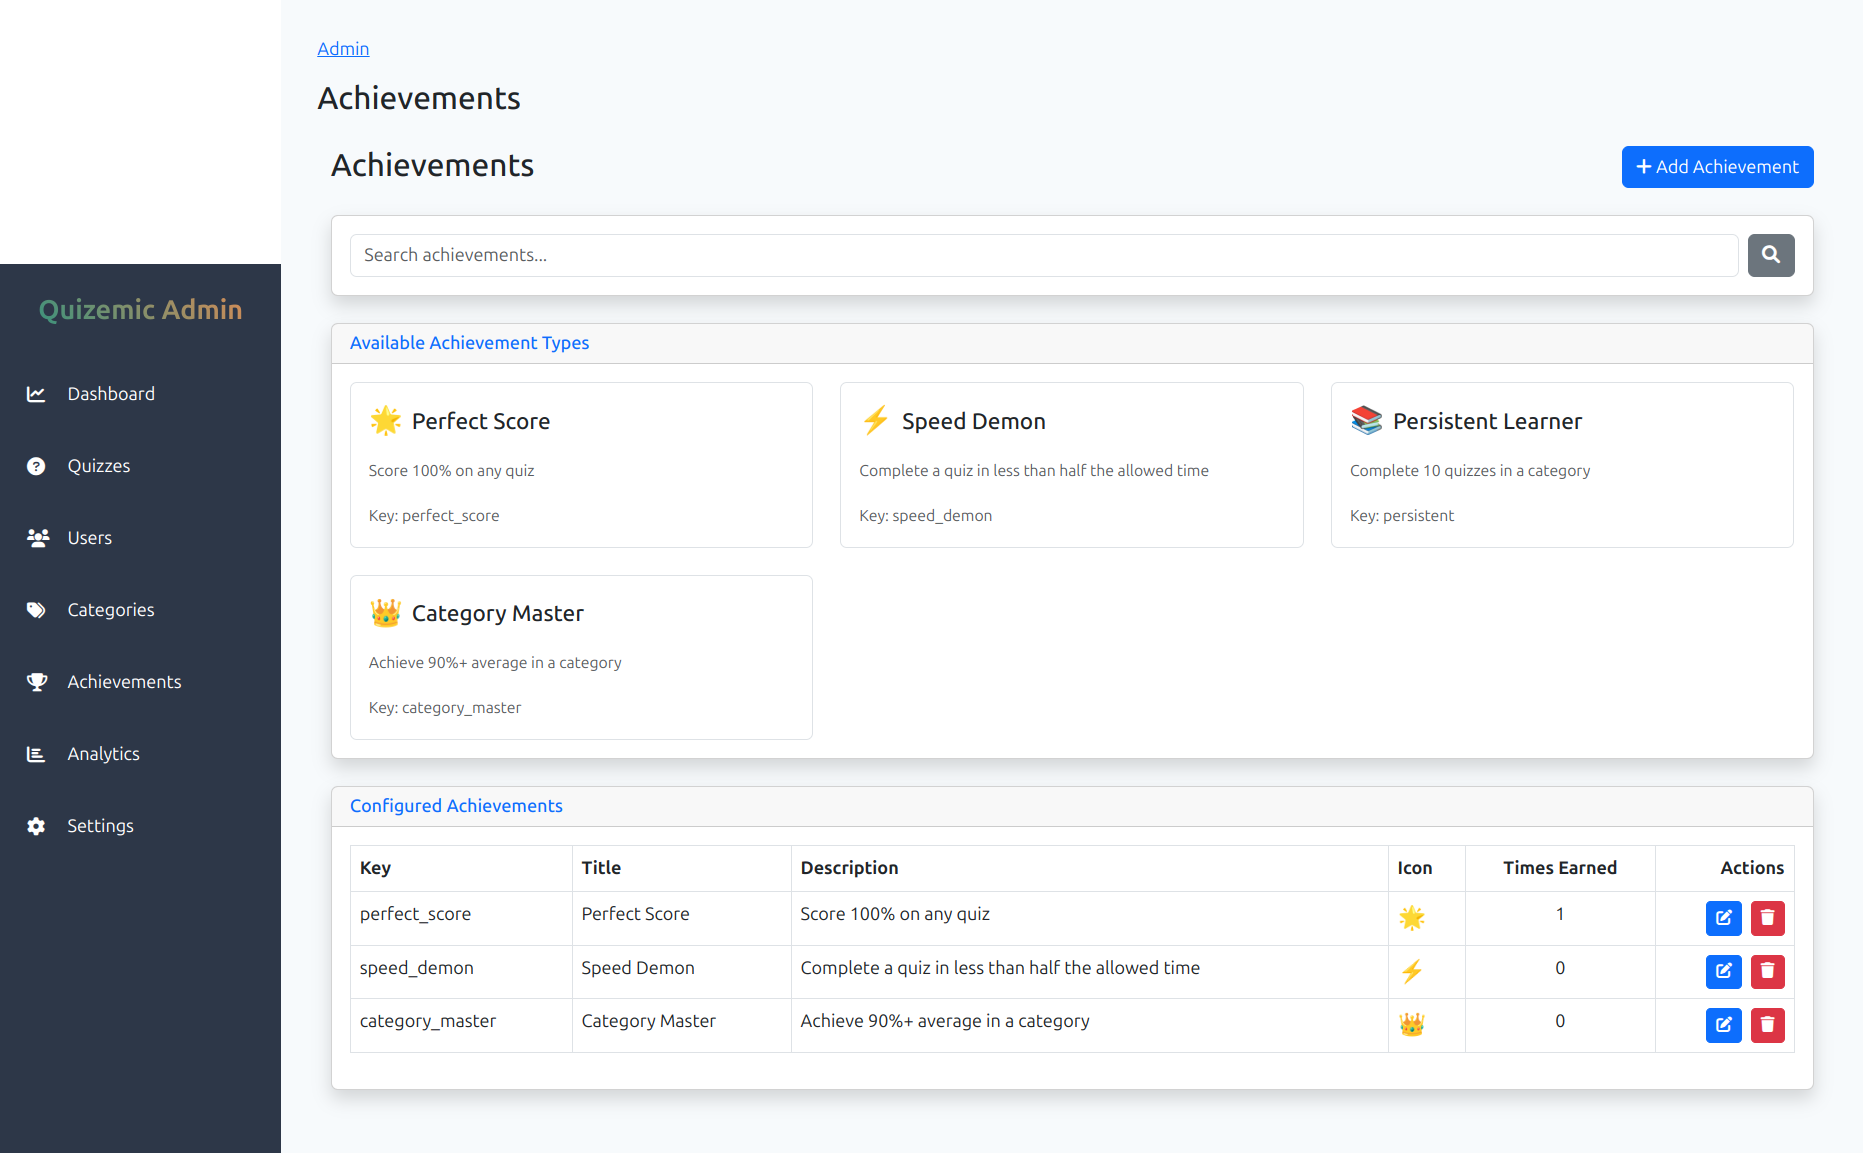 Admin
Achievements
Achievements
Add Achievement
Search achievements...
Quizemic Admin
Dashboard
Quizzes
Users
Categories
Achievements
Analytics
Settings
Available Achievement Types
Perfect Score
Score 100% on any quiz
Key: perfect_score
Speed Demon
Complete a quiz in less than half the allowed time
Key: speed_demon
Persistent Learner
Complete 10 quizzes in a category
Key: persistent
Category Master
Achieve 90%+ average in a category
Key: category_master
Configured Achievements
Key Title Description Icon Times Earned Actions
perfect_score Perfect Score Score 100% on any quiz 1
speed_demon Speed Demon Complete a quiz in less than half the allowed time 0
category_master Category Master Achieve 90%+ average in a category 0